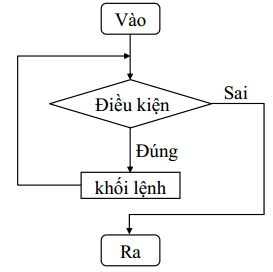 Vào
Điều kiện
Sai
Đúng
khối lệnh
Ra